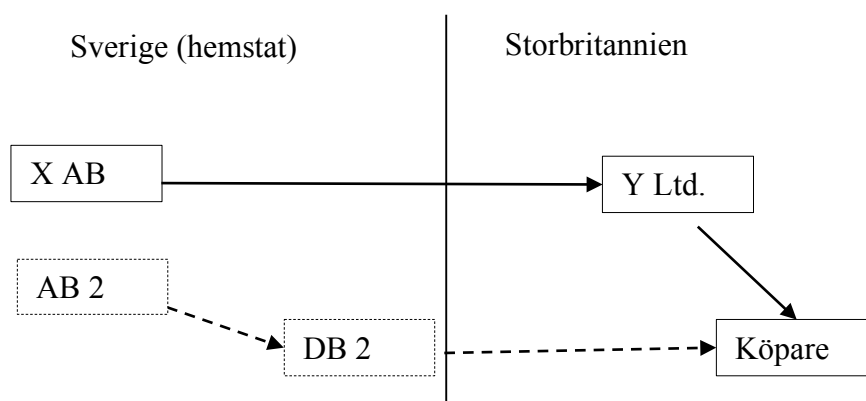 Sverige (hemstat)
Storbritannien
X AB
Y Ltd.
AB 2
DB 2
Köpare